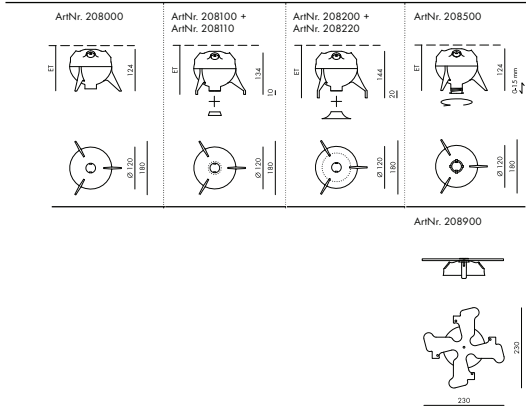 ArtNr. 208000
ArtNr. 208100 +
ArtNr. 208110
ArtNr. 208200 +
ArtNr. 208220
ArtNr. 208500
ET
124
ET
134
10
ET
144
20
ET
124
0-15 mm
Ø 120
180
Ø 120
180
Ø 120
180
Ø 120
180
ArtNr. 208900
230
230